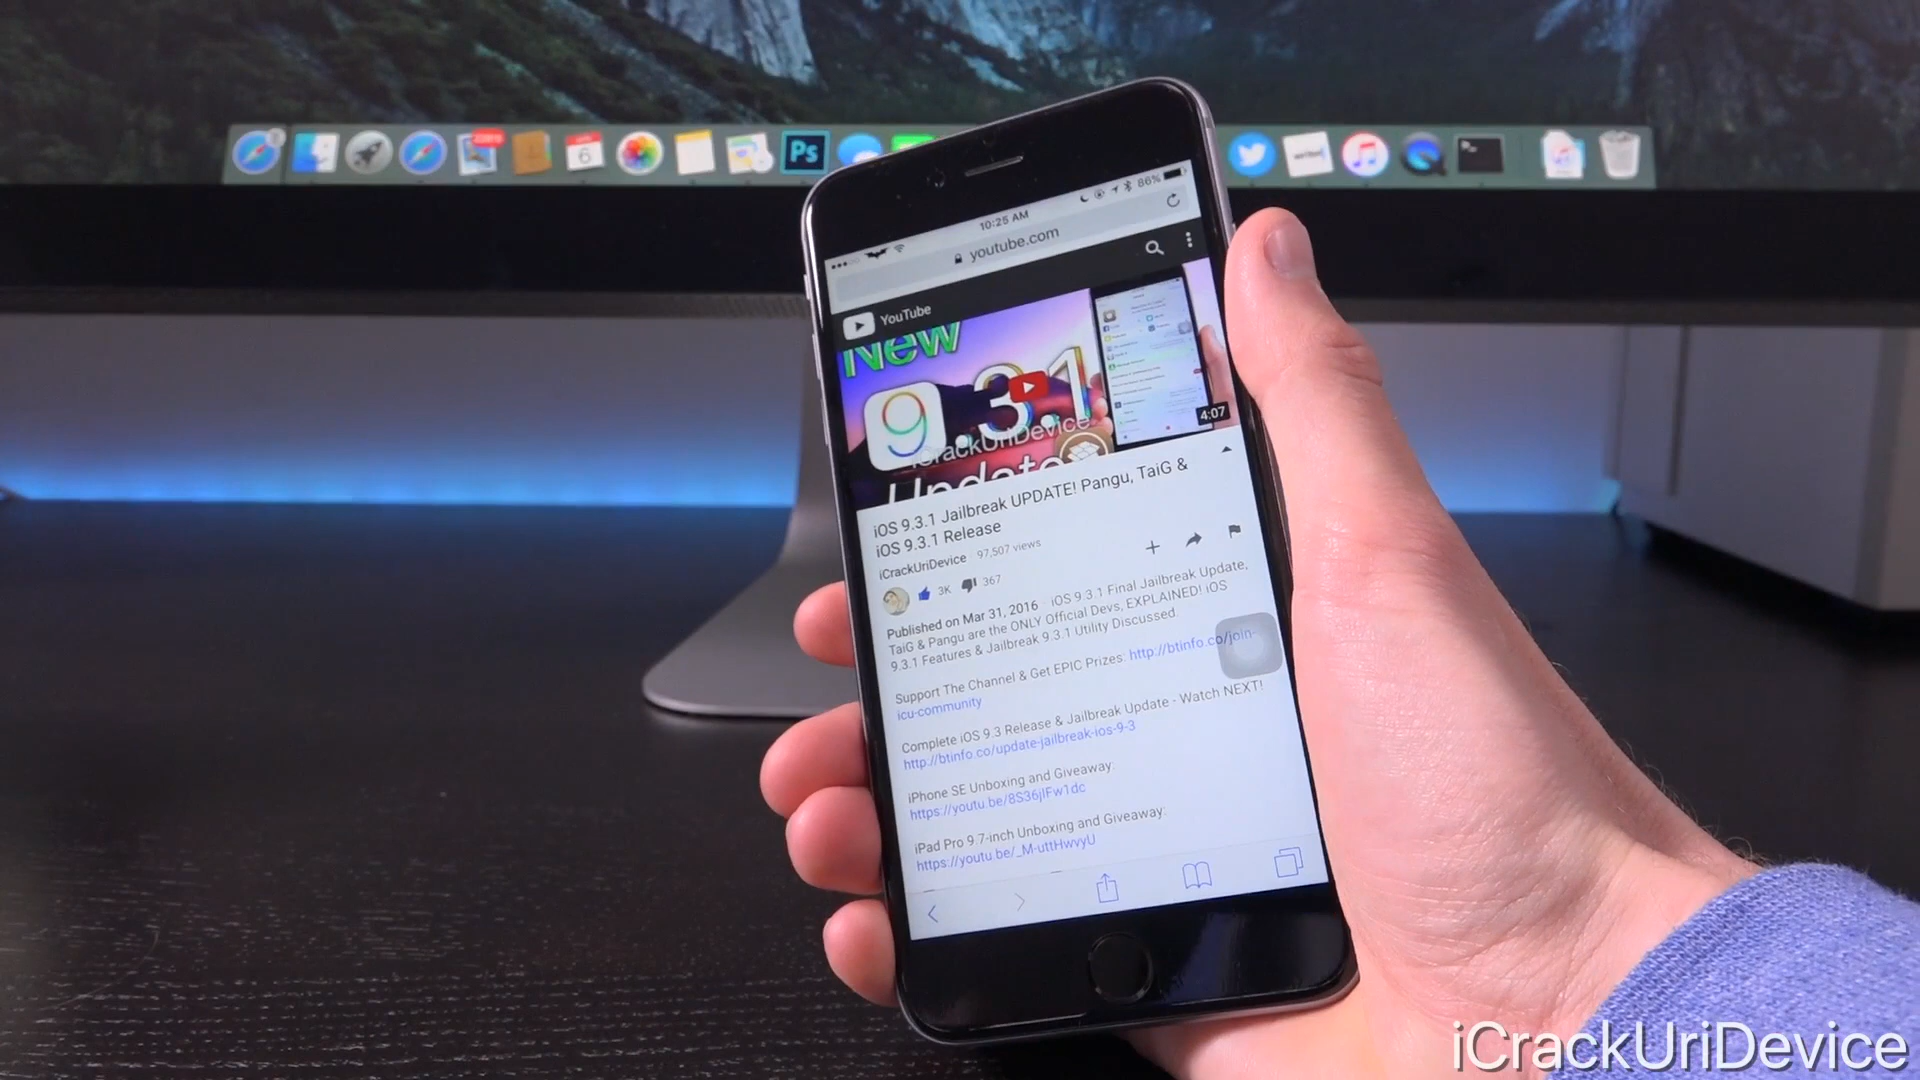 6
Ps
10:25 AM
86%
youtube.com
YouTube
New
9.3.1
iCrackUriDevice
Update
4:07
iOS 9.3.1 Jailbreak UPDATE! Pangu, TaiG &
iOS 9.3.1 Release
iCrackUriDevice 97,507 views
3K 367
Published on Mar 31, 2016 · iOS 9.3.1 Final Jailbreak Update,
TaiG & Pangu are the ONLY Official Devs, EXPLAINED! iOS
9.3.1 Features & Jailbreak 9.3.1 Utility Discussed.
Support The Channel & Get EPIC Prizes: http://btinfo.co/join-
icu-community
Complete iOS 9.3 Release & Jailbreak Update - Watch NEXT!
http://btinfo.co/update-jailbreak-ios-9-3
iPhone SE Unboxing and Giveaway:
https://youtu.be/8S36jlFw1dc
iPad Pro 9.7-inch Unboxing and Giveaway:
https://youtu.be/_M-uttHwvyU
iCrackUriDevice